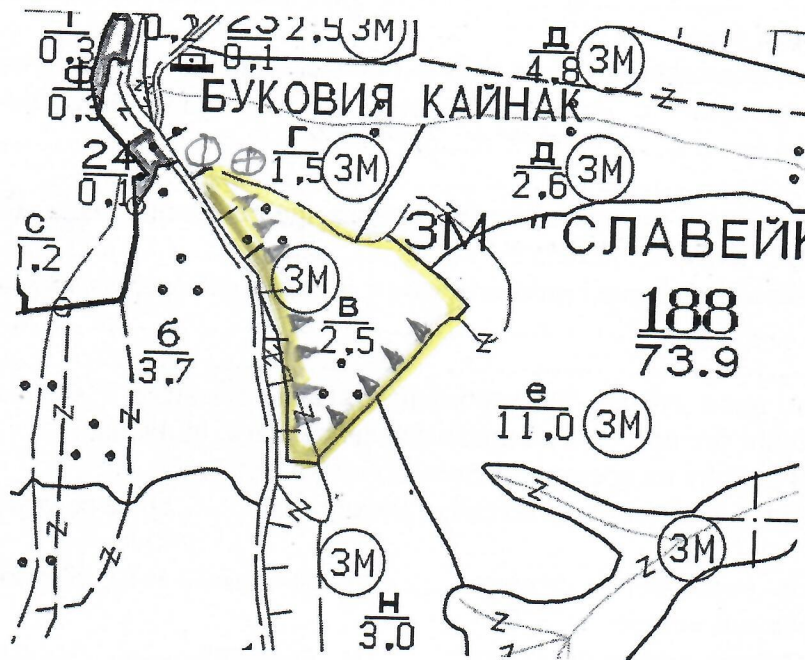 0.3
23
0.1
2.5
ЗМ
д
4.8
ЗМ
ф
0.3
БУКОВИЯ КАЙНАК
24
0.1
г
1.5
ЗМ
д
2.6
ЗМ
с
1.2
ЗМ "СЛАВЕЙК
ЗМ
в
2.5
188
73.9
б
3.7
е
11.0
ЗМ
ЗМ
ЗМ
н
3.0